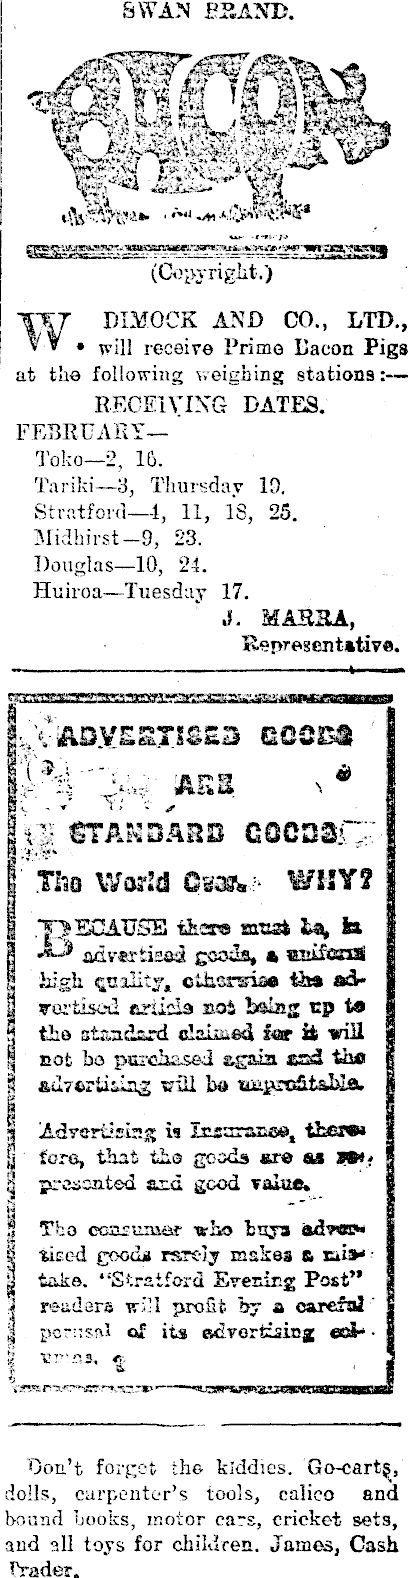 SWAN BRAND.
BACON
(Copyright.)
W. DIMOCK AND CO., LTD.,
will receive Prime Bacon Pigs
at the following weighing stations:—
RECEIVING DATES.
FEBRUARY—
Toko—2, 16.
Tariki—3, Thursday 19.
Stratford—4, 11, 18, 25.
Midhirst—9, 23.
Douglas—10, 24.
Huiroa—Tuesday 17.
J. MARRA,
Representative.
ADVERTISED GOODS
ARE
STANDARD GOODS
The World Over. WHY?
BECAUSE there must be, in
advertised goods, a uniform
high quality, otherwise the ad-
vertised article not being up to
the standard claimed for it will
not be purchased again and the
advertising will be unprofitable.
Advertising is Insurance, there-
fore, that the goods are as re-
presented and good value.
The consumer who buys adver-
tised goods rarely makes a mis-
take. "Stratford Evening Post"
readers will profit by a careful
perusal of its advertising col-
umns.
Don't forget the kiddies. Go-carts,
dolls, carpenter's tools, calico and
bound books, motor cars, cricket sets,
and all toys for children. James, Cash
Trader.